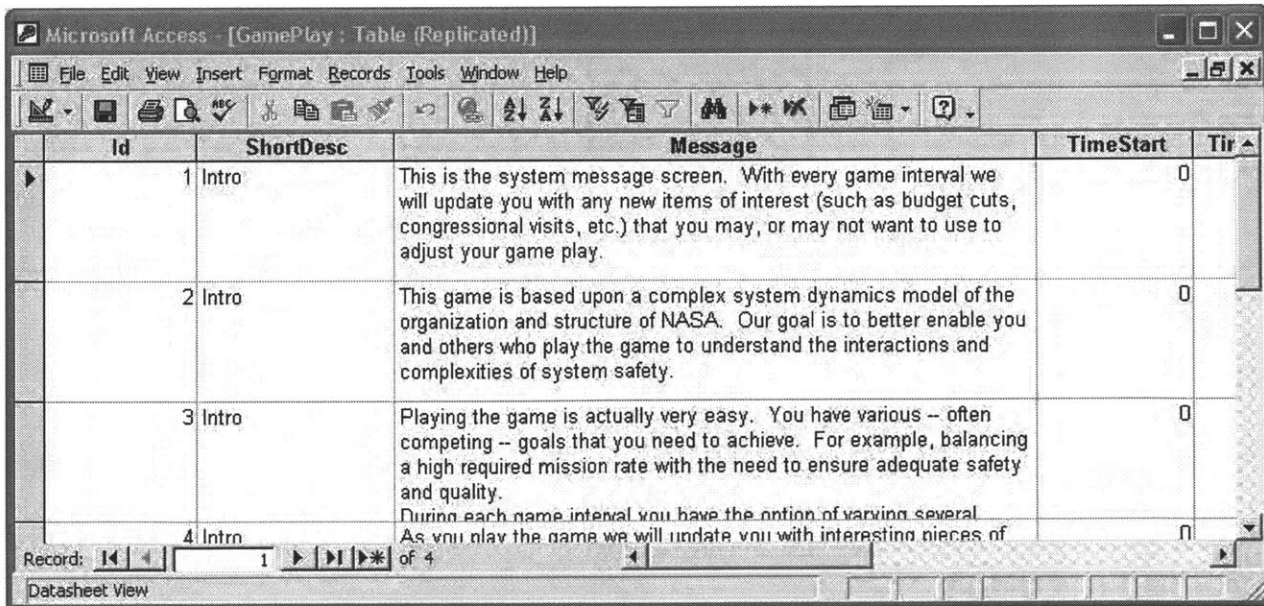 Microsoft Access - [GamePlay : Table (Replicated)]
File Edit View Insert Format Records Tools Window Help
Id ShortDesc Message TimeStart Tir
1 Intro This is the system message screen. With every game interval we 0
will update you with any new items of interest (such as budget cuts,
congressional visits, etc.) that you may, or may not want to use to
adjust your game play.
2 Intro This game is based upon a complex system dynamics model of the 0
organization and structure of NASA. Our goal is to better enable you
and others who play the game to understand the interactions and
complexities of system safety.
3 Intro Playing the game is actually very easy. You have various -- often 0
competing -- goals that you need to achieve. For example, balancing
a high required mission rate with the need to ensure adequate safety
and quality.
During each game interval you have the option of varying several
4 Intro As you play the game we will update you with interesting pieces of 0
Record: 1 of 4
Datasheet View